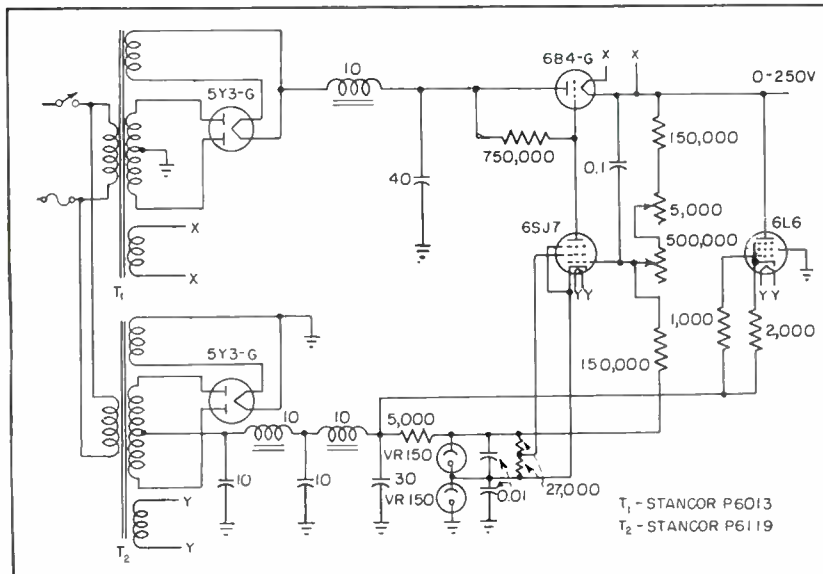 10
6B4-G
X
X
0-250V
5Y3-G
750,000
40
0.1
150,000
5,000
500,000
6SJ7
6L6
YY
YY
X
X
T1
1,000
2,000
150,000
5Y3-G
10
10
5,000
VR150
VR150
10
10
30
0.01
27,000
Y
Y
T2
T1-STANCOR P6013
T2-STANCOR P6119